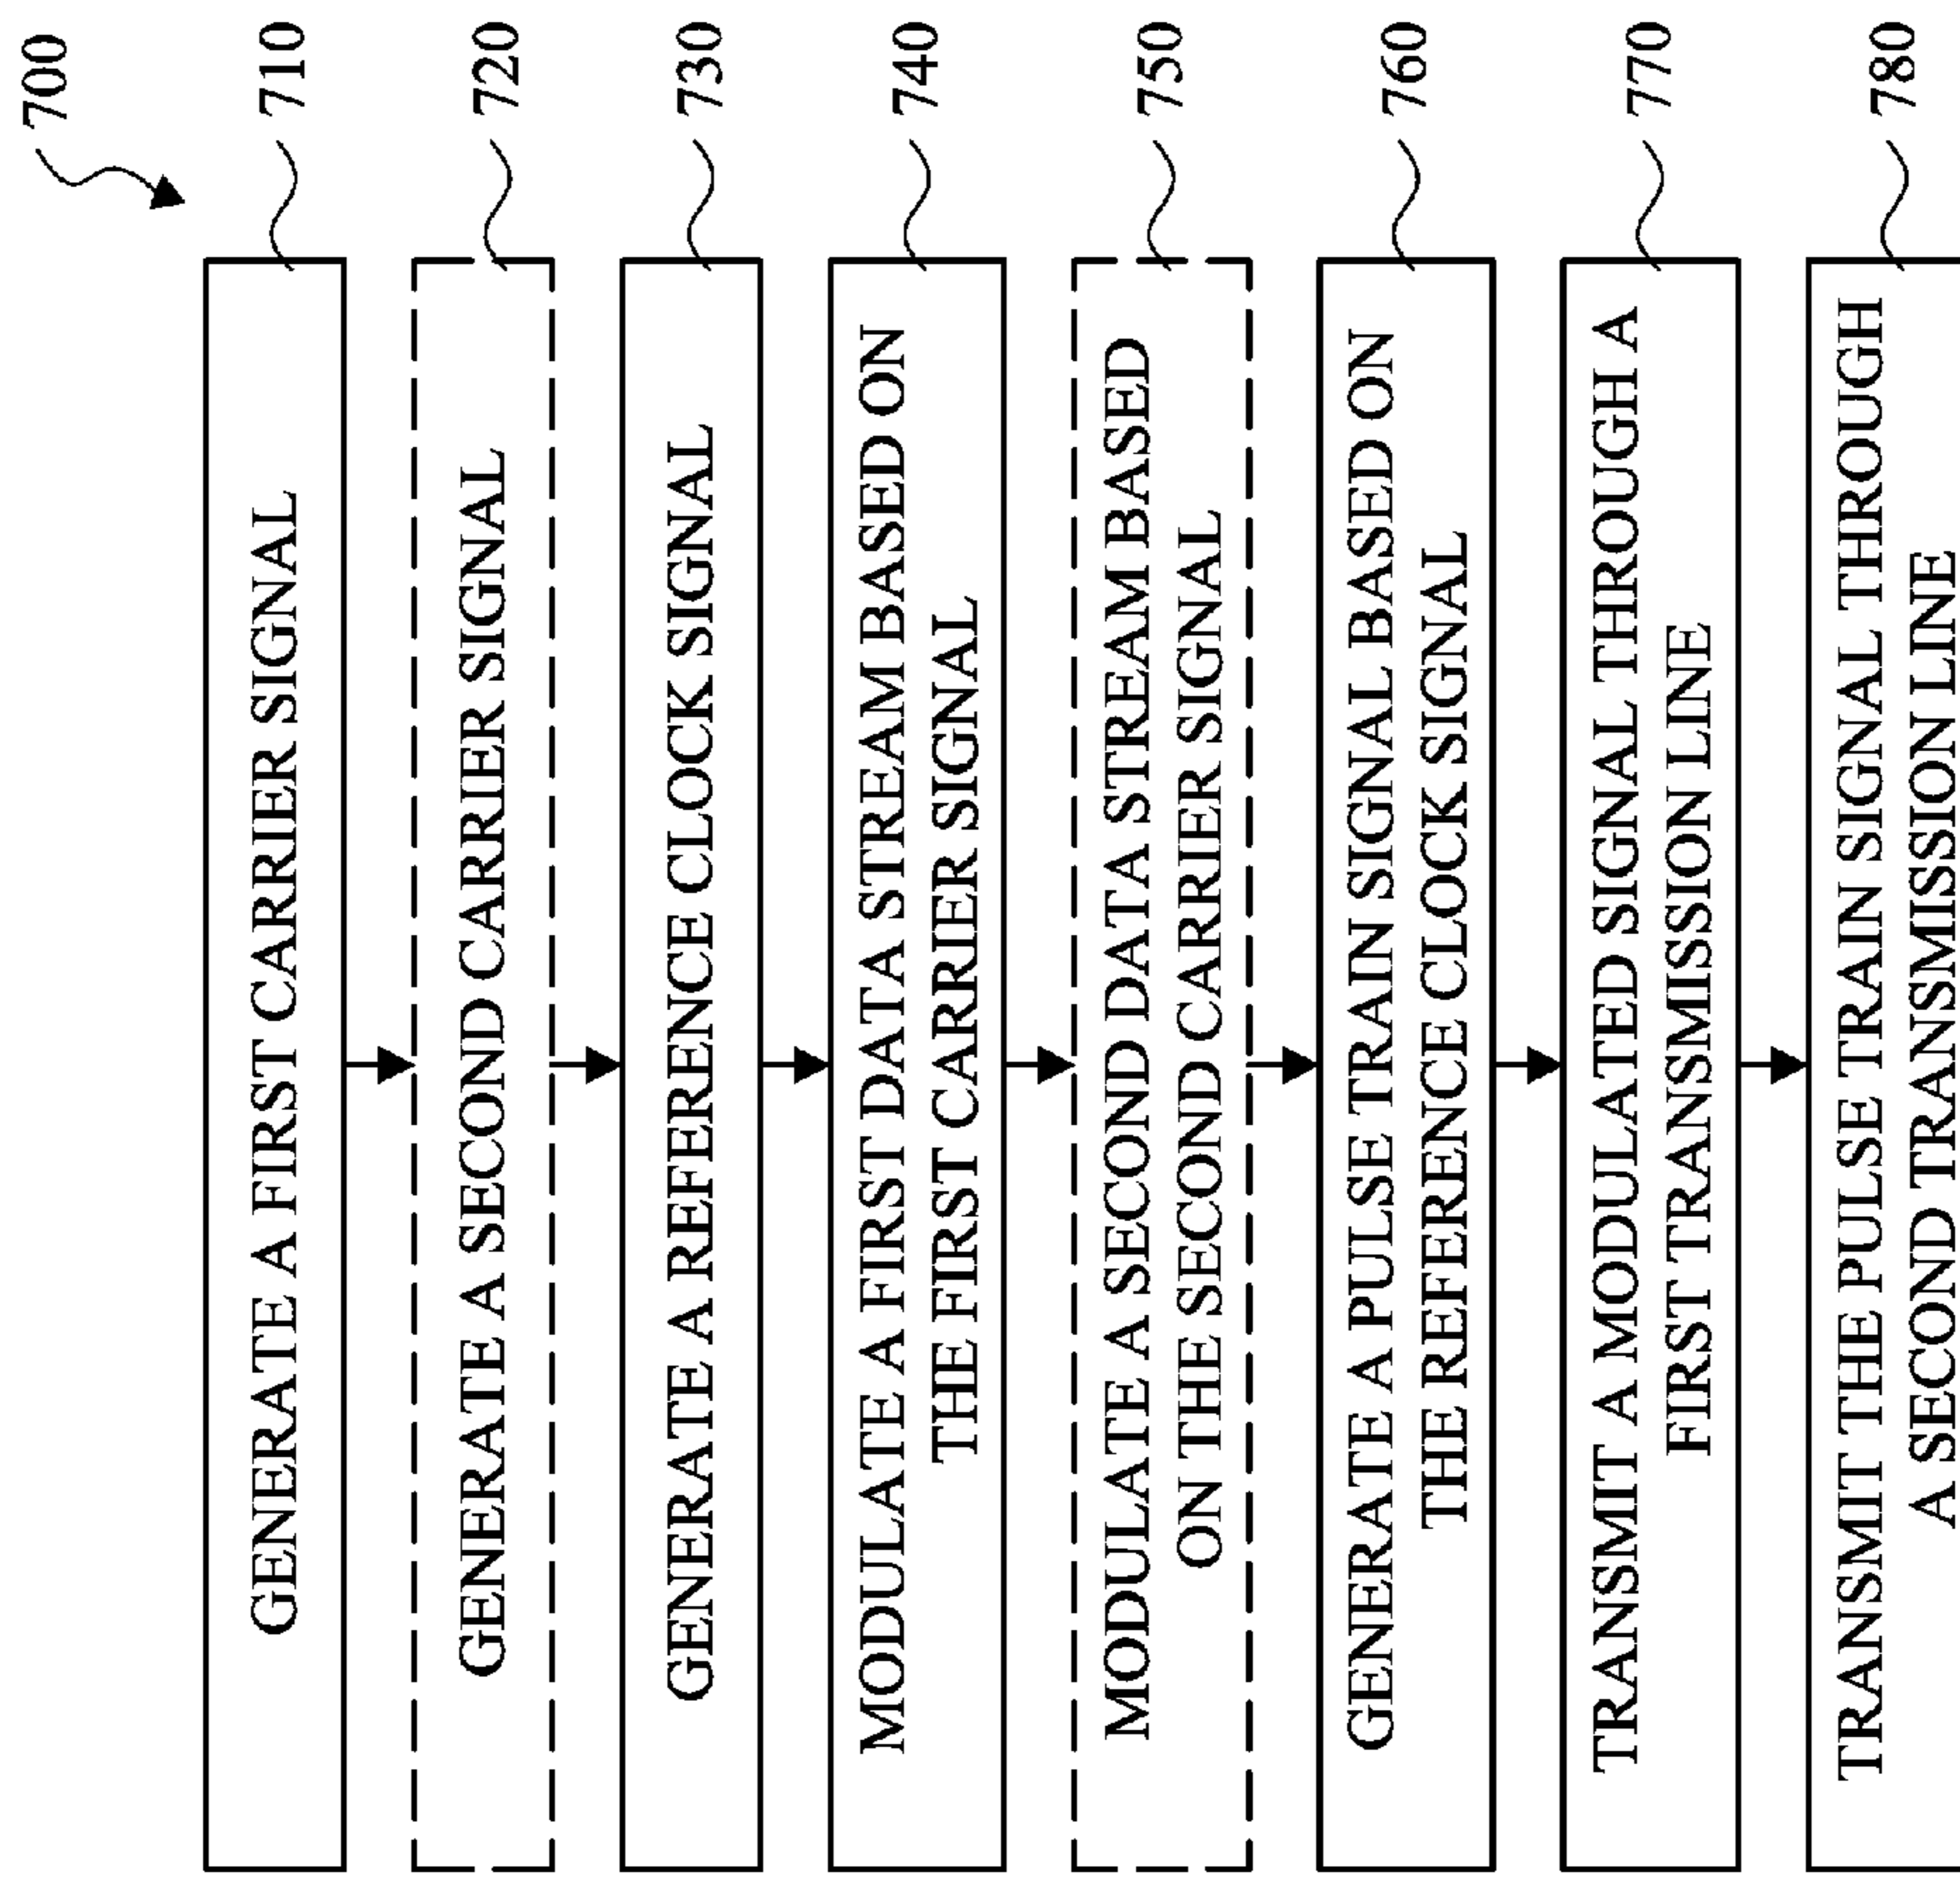 700
GENERATE A FIRST CARRIER SIGNAL
710
GENERATE A SECOND CARRIER SIGNAL
720
GENERATE A REFERENCE CLOCK SIGNAL
730
MODULATE A FIRST DATA STREAM BASED ON
THE FIRST CARRIER SIGNAL
740
MODULATE A SECOND DATA STREAM BASED
ON THE SECOND CARRIER SIGNAL
750
GENERATE A PULSE TRAIN SIGNAL BASED ON
THE REFERENCE CLOCK SIGNAL
760
TRANSMIT A MODULATED SIGNAL THROUGH A
FIRST TRANSMISSION LINE
770
TRANSMIT THE PULSE TRAIN SIGNAL THROUGH
A SECOND TRANSMISSION LINE
780